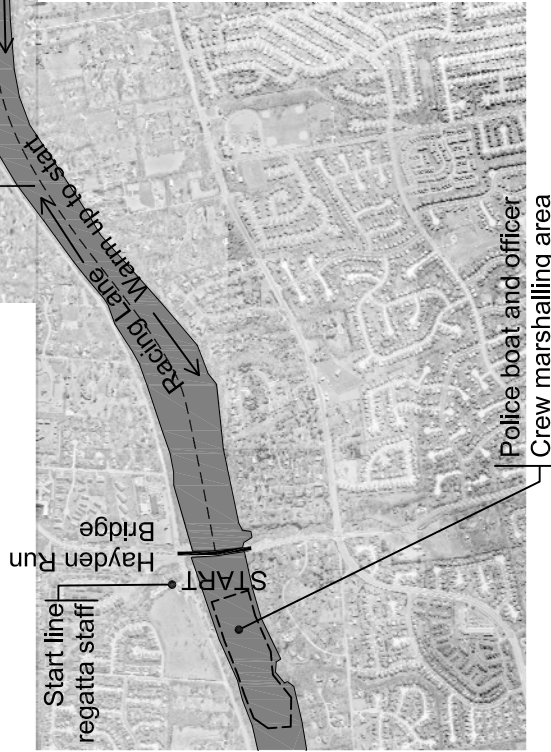 Warm up to start
Racing Lane
Police boat and officer
Crew marshalling area
Hayden Run
Bridge
START
Start line
regatta staff